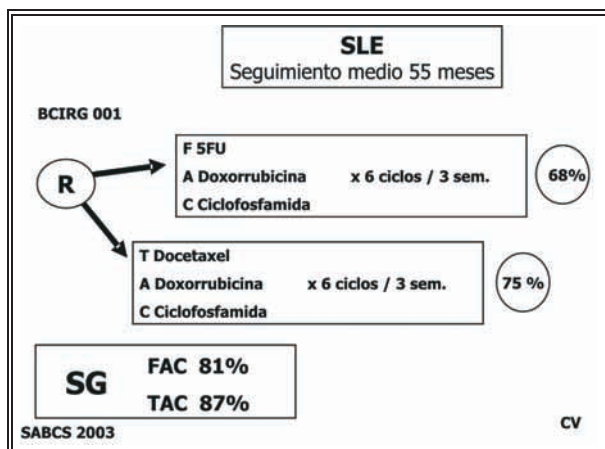 SLE
Seguimiento medio 55 meses
BCIRG 001
R
F 5FU
A Doxorrubicina x 6 ciclos / 3 sem.
C Ciclofosfamida
68%
T Docetaxel
A Doxorrubicina x 6 ciclos / 3 sem.
C Ciclofosfamida
75 %
SG
FAC 81%
TAC 87%
SABCS 2003
CV